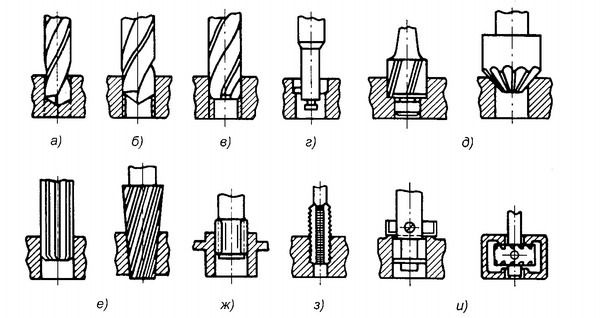 а) б) в) г) д)
е) ж) з) и)